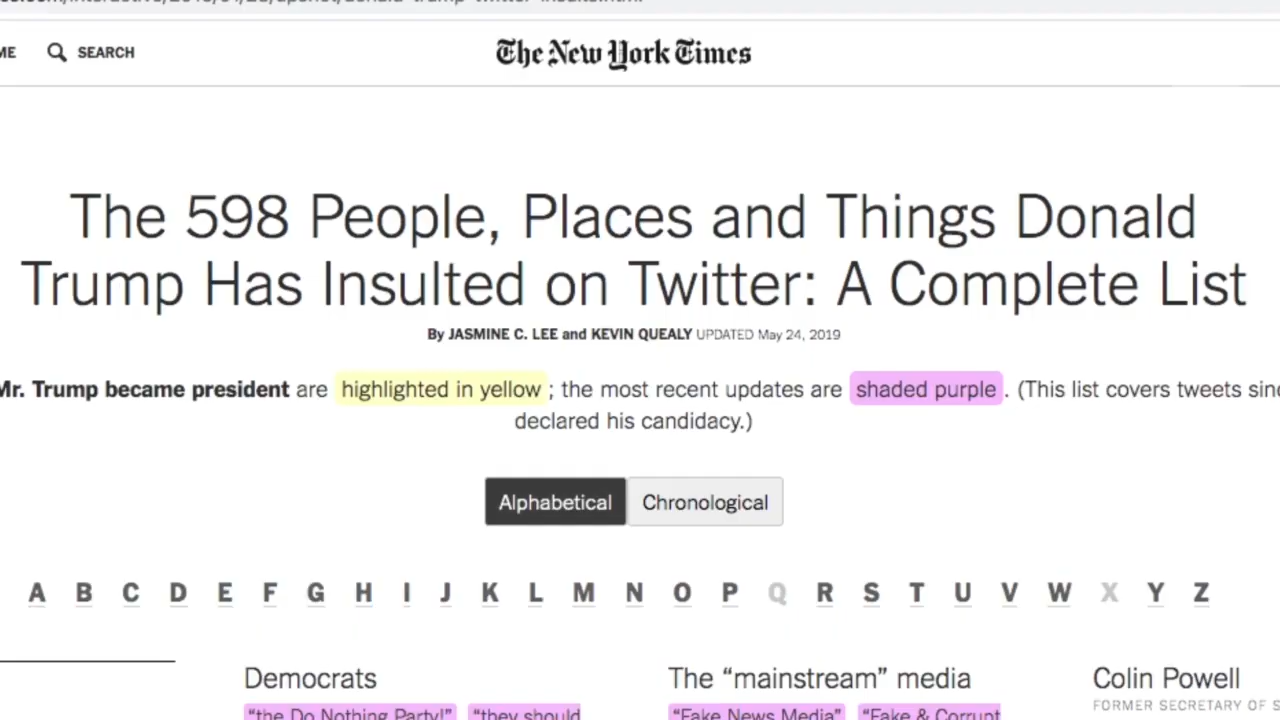 ME SEARCH The New York Times
The 598 People, Places and Things Donald
Trump Has Insulted on Twitter: A Complete List
By JASMINE C. LEE and KEVIN QUEALY UPDATED May 24, 2019
Mr. Trump became president are highlighted in yellow ; the most recent updates are shaded purple . (This list covers tweets sinc
declared his candidacy.)
Alphabetical Chronological
A B C D E F G H I J K L M N O P Q R S T U V W X Y Z
Democrats The “mainstream” media Colin Powell
FORMER SECRETARY OF S
“the Do Nothing Party!” “they should “Fake News Media” “Fake & Corrupt